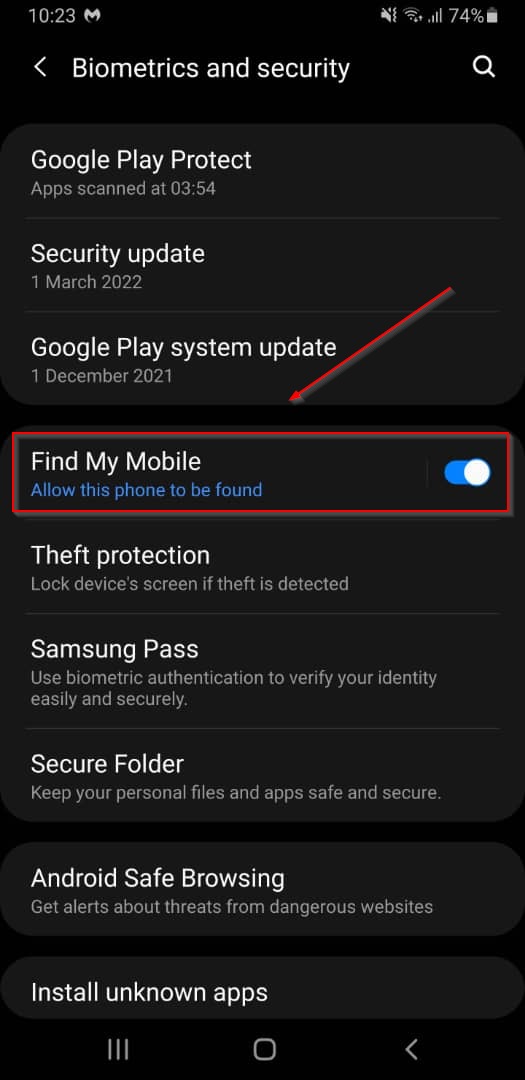 10:23 74%
Biometrics and security
Google Play Protect
Apps scanned at 03:54
Security update
1 March 2022
Google Play system update
1 December 2021
Find My Mobile
Allow this phone to be found
Theft protection
Lock device's screen if theft is detected
Samsung Pass
Use biometric authentication to verify your identity
easily and securely.
Secure Folder
Keep your personal files and apps safe and secure.
Android Safe Browsing
Get alerts about threats from dangerous websites
Install unknown apps